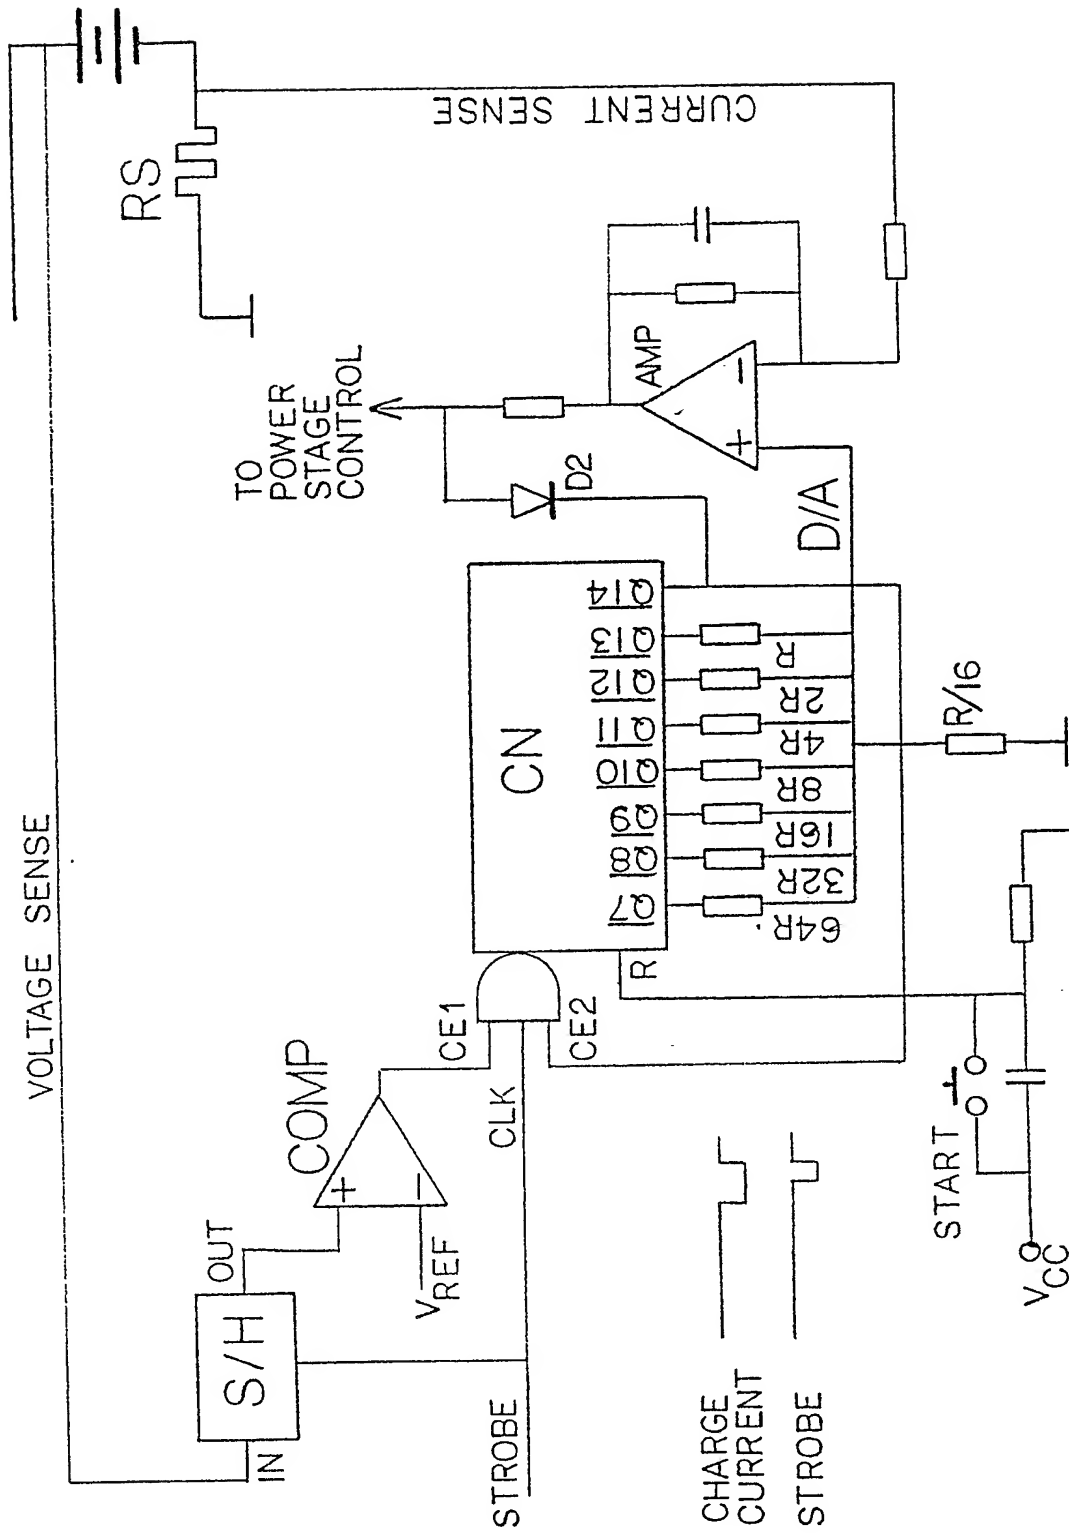 VOLTAGE SENSE
RS
CURRENT SENSE
TO
POWER
STAGE
CONTROL
AMP
−
+
D2
D/A
CN
Q7
Q8
Q9
Q10
Q11
Q12
Q13
Q14
64R
32R
16R
8R
4R
2R
R
R/16
R
IN
S/H
OUT
COMP
+
−
VREF
CE1
CLK
CE2
STROBE
START
VCC
CHARGE
CURRENT
STROBE